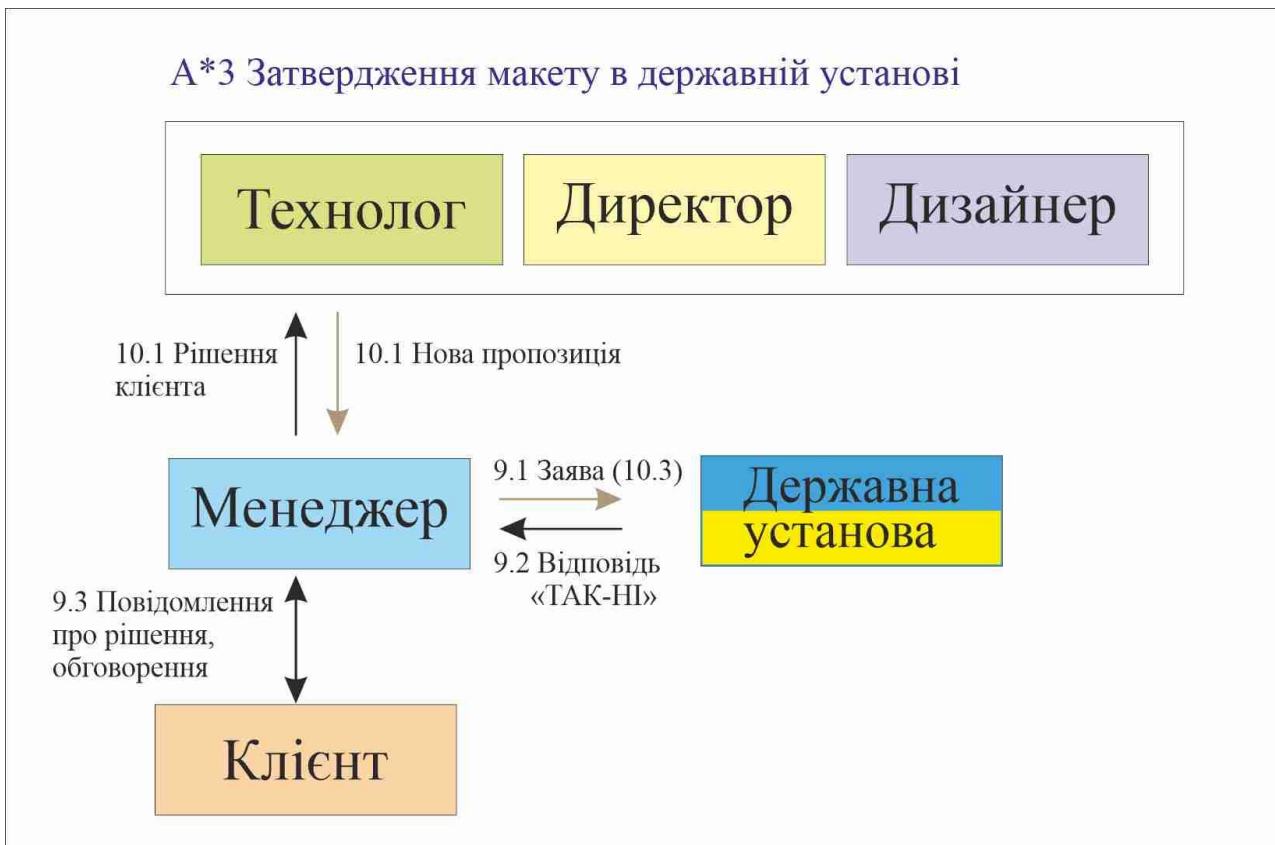 А*3 Затвердження макету в державній установі
Технолог
Директор
Дизайнер
10.1 Рішення
клієнта
10.1 Нова пропозиція
Менеджер
9.1 Заява (10.3)
9.2 Відповідь
«ТАК-НІ»
Державна
установа
9.3 Повідомлення
про рішення,
обговорення
Клієнт